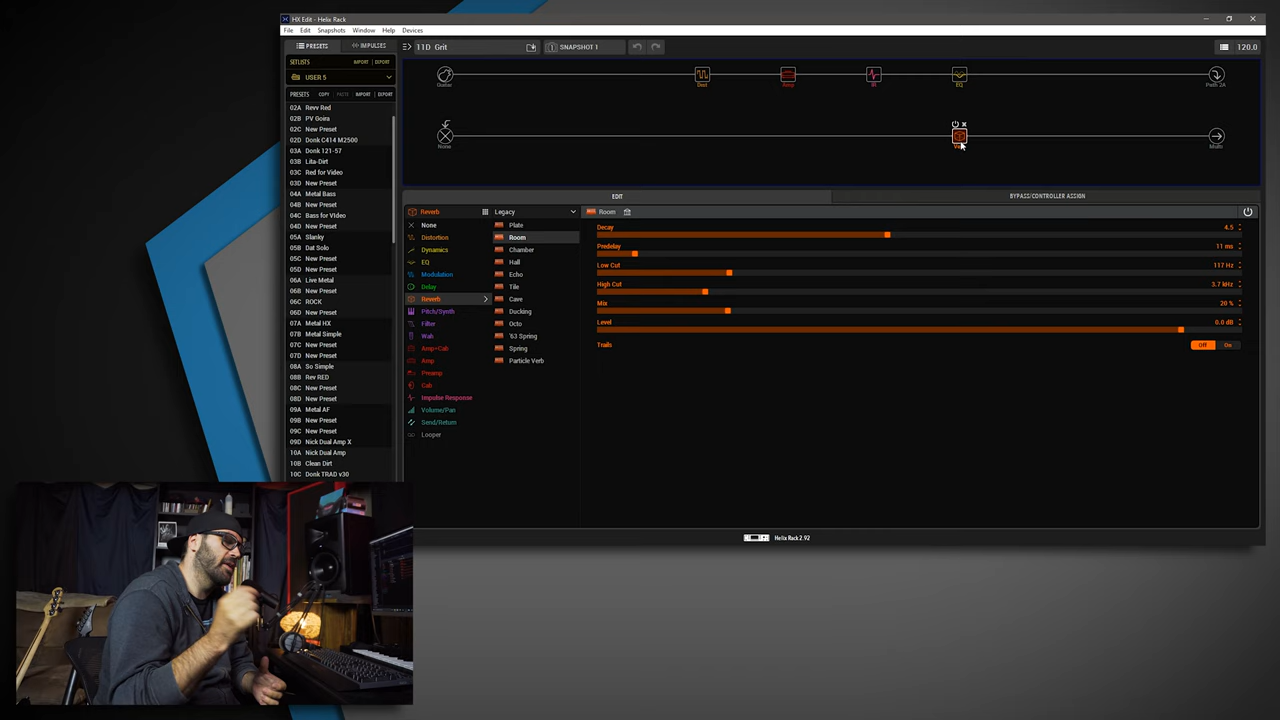 HX Edit - Helix Rack
File Edit Snapshots Window Help Devices
PRESETS IMPULSES
11D Grit
1 SNAPSHOT 1
120.0
SETLISTS IMPORT EXPORT
USER 5
PRESETS COPY PASTE IMPORT EXPORT
02A Revv Red
02B PV Goira
02C New Preset
02D Donk C414 M2500
03A Donk 121-57
03B Lita-Dirt
03C Red for Video
03D New Preset
04A Metal Bass
04B New Preset
04C Bass for VIdeo
04D New Preset
05A Slanky
05B Dat Solo
05C New Preset
05D New Preset
06A Live Metal
06B New Preset
06C ROCK
06D New Preset
07A Metal HX
07B Metal Simple
07C New Preset
07D New Preset
08A So Simple
08B Rev RED
08C New Preset
08D New Preset
09A Metal AF
09B New Preset
09C New Preset
09D Nick Dual Amp X
10A Nick Dual Amp
10B Clean Dirt
10C Donk TRAD v30
Guitar Dist Amp IR EQ Path 2A
None Multi
EDIT BYPASS/CONTROLLER ASSIGN
Reverb Legacy Room
None
Distortion
Dynamics
EQ
Modulation
Delay
Reverb
Pitch/Synth
Filter
Wah
Amp+Cab
Amp
Preamp
Cab
Impulse Response
Volume/Pan
Send/Return
Looper
Plate
Room
Chamber
Hall
Echo
Tile
Cave
Ducking
Octo
'63 Spring
Spring
Particle Verb
Decay 4.5
Predelay 11 ms
Low Cut 117 Hz
High Cut 3.7 kHz
Mix 20 %
Level 0.0 dB
Trails Off On
Helix Rack 2.92